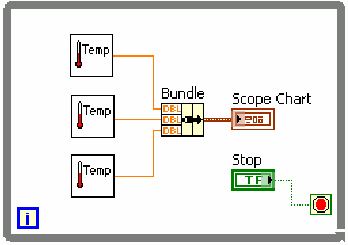 Temp
Bundle
DBL
DBL
DBL
Scope Chart
Temp
Temp
Stop
TF
i